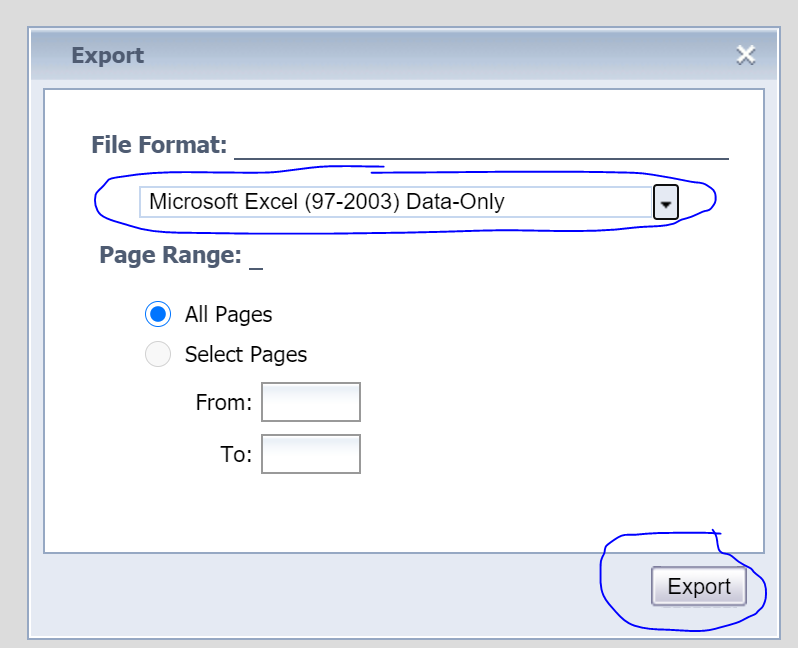 Export
File Format:
Microsoft Excel (97-2003) Data-Only
Page Range:
All Pages
Select Pages
From:
To:
Export